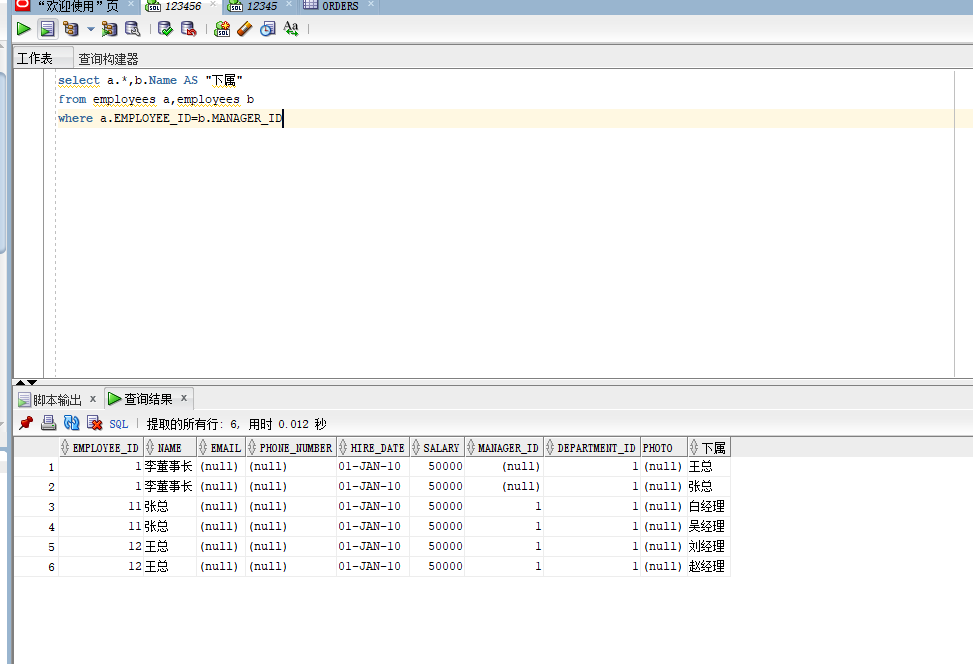 “欢迎使用”页 × 123456 × 12345 × ORDERS ×
工作表 查询构建器
select a.*,b.Name AS "下属"
from employees a,employees b
where a.EMPLOYEE_ID=b.MANAGER_ID
脚本输出 x 查询结果 x
SQL | 提取的所有行: 6, 用时 0.012 秒
EMPLOYEE_ID NAME EMAIL PHONE_NUMBER HIRE_DATE SALARY MANAGER_ID DEPARTMENT_ID PHOTO 下属
1 1 李董事长 (null) (null) 01-JAN-10 50000 (null) 1 (null) 王总
2 1 李董事长 (null) (null) 01-JAN-10 50000 (null) 1 (null) 张总
3 11 张总 (null) (null) 01-JAN-10 50000 1 1 (null) 白经理
4 11 张总 (null) (null) 01-JAN-10 50000 1 1 (null) 吴经理
5 12 王总 (null) (null) 01-JAN-10 50000 1 1 (null) 刘经理
6 12 王总 (null) (null) 01-JAN-10 50000 1 1 (null) 赵经理